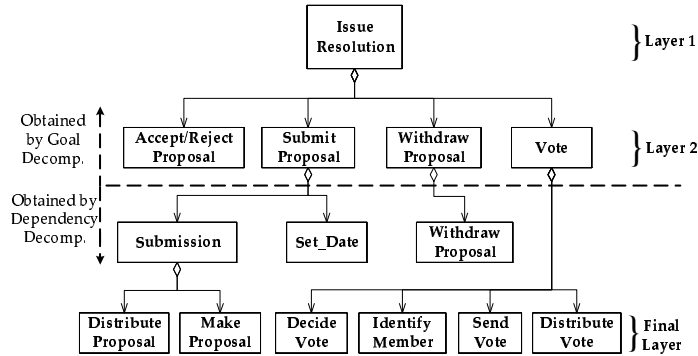 Issue
Resolution
Layer 1
Obtained
by Goal
Decomp.
Accept/Reject
Proposal
Submit
Proposal
Withdraw
Proposal
Vote
Layer 2
Obtained by
Dependency
Decomp.
Submission
Set_Date
Withdraw
Proposal
Distribute
Proposal
Make
Proposal
Decide
Vote
Identify
Member
Send
Vote
Distribute
Vote
Final
Layer